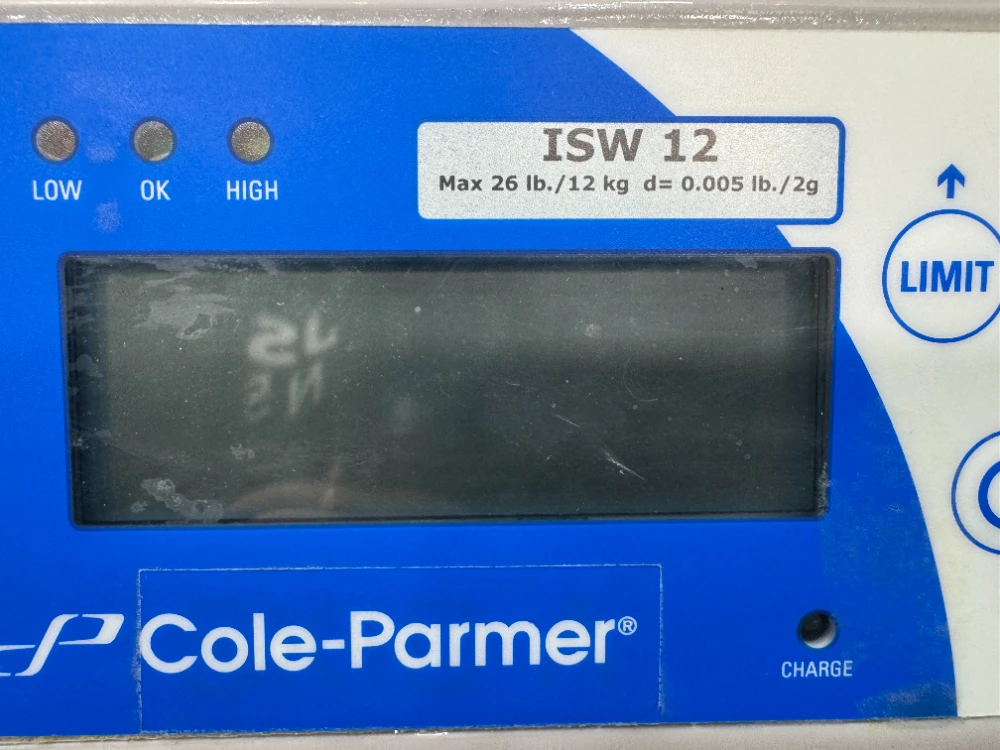 LOW OK HIGH
ISW 12
Max 26 lb./12 kg d= 0.005 lb./2g
LIMIT
Cole-Parmer®
CHARGE